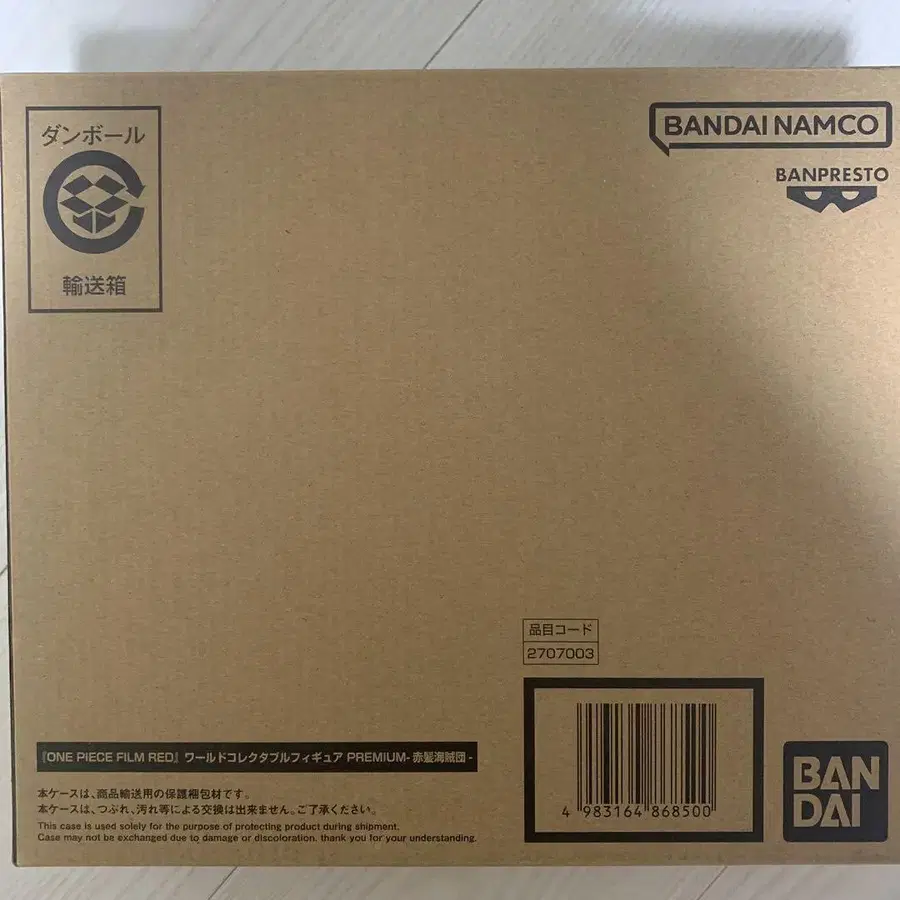 ダンボール
輸送箱
BANDAI NAMCO
BANPRESTO
品目コード
2707003
『ONE PIECE FILM RED』ワールドコレクタブルフィギュア PREMIUM-赤髪海賊団-
本ケースは、商品輸送用の保護梱包材です。
本ケースは、つぶれ、汚れ等による交換は出来ません。ご了承ください。
This case is used solely for the purpose of protecting product during shipment.
Case may not be exchanged due to damage or discoloration. thank you for your understanding.
4 983164 868500
BAN
DAI